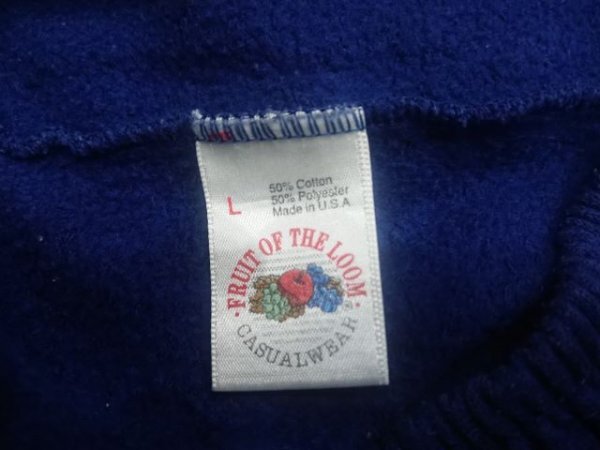 L
50% Cotton
50% Polyester
Made in U.S.A
· FRUIT OF THE LOOM ·
CASUALWEAR